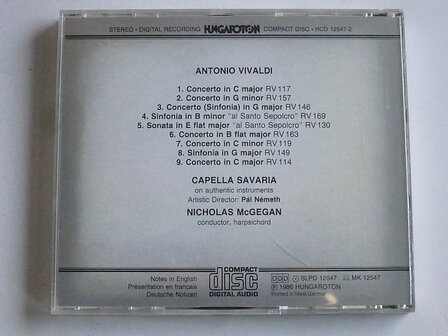 STEREO • DIGITAL RECORDING HUNGAROTON COMPACT DISC • HCD 12547-2
ANTONIO VIVALDI
1. Concerto in C major RV 117
2. Concerto in G minor RV 157
3. Concerto (Sinfonia) in G major RV 146
4. Sinfonia in B minor "al Santo Sepolcro" RV 169
5. Sonata in E flat major "al Santo Sepolcro" RV 130
6. Concerto in B flat major RV 163
7. Concerto in C minor RV 119
8. Sinfonia in G major RV 149
9. Concerto in C major RV 114
CAPELLA SAVARIA
on authentic instruments
Artistic Director: Pál Németh
NICHOLAS McGEGAN
conductor, harpsichord
Notes in English
Présentation en français
Deutsche Notizen
COMPACT
disc
DIGITAL AUDIO
DDD SLPD 12547 MK 12547
℗ 1986 HUNGAROTON
Printed in West Germany